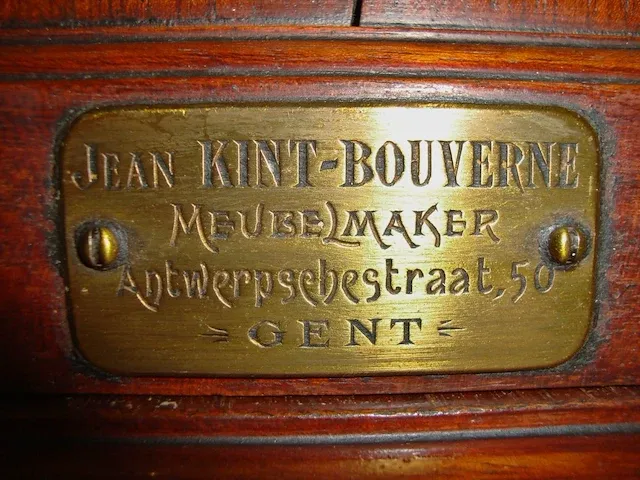 Jean KINT-BOUVERNE
MEUBELMAKER
Antwerpschestraat, 50
GENT